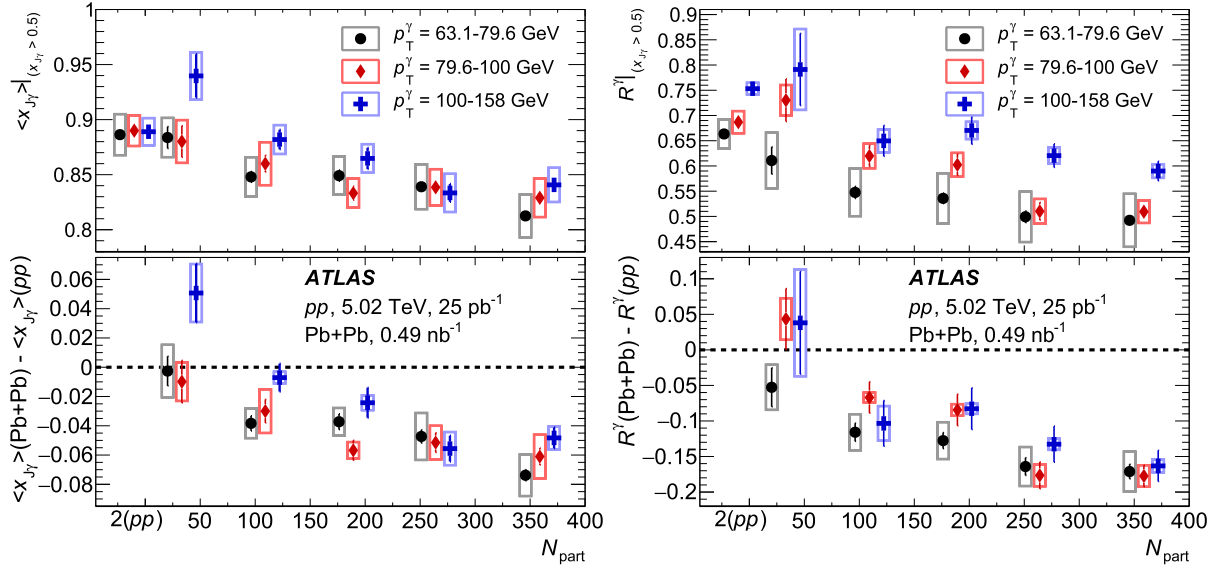 <x_Jγ>|(x_Jγ > 0.5)
1
0.95
0.9
0.85
0.8
p_T^γ = 63.1-79.6 GeV
p_T^γ = 79.6-100 GeV
p_T^γ = 100-158 GeV
<x_Jγ>(Pb+Pb) - <x_Jγ>(pp)
0.06
0.04
0.02
0
−0.02
−0.04
−0.06
−0.08
ATLAS
pp, 5.02 TeV, 25 pb⁻¹
Pb+Pb, 0.49 nb⁻¹
2(pp) 50 100 150 200 250 300 350 400
N_part
R^γ|(x_Jγ > 0.5)
0.9
0.85
0.8
0.75
0.7
0.65
0.6
0.55
0.5
0.45
p_T^γ = 63.1-79.6 GeV
p_T^γ = 79.6-100 GeV
p_T^γ = 100-158 GeV
R^γ(Pb+Pb) - R^γ(pp)
0.1
0.05
0
−0.05
−0.1
−0.15
−0.2
ATLAS
pp, 5.02 TeV, 25 pb⁻¹
Pb+Pb, 0.49 nb⁻¹
2(pp) 50 100 150 200 250 300 350 400
N_part